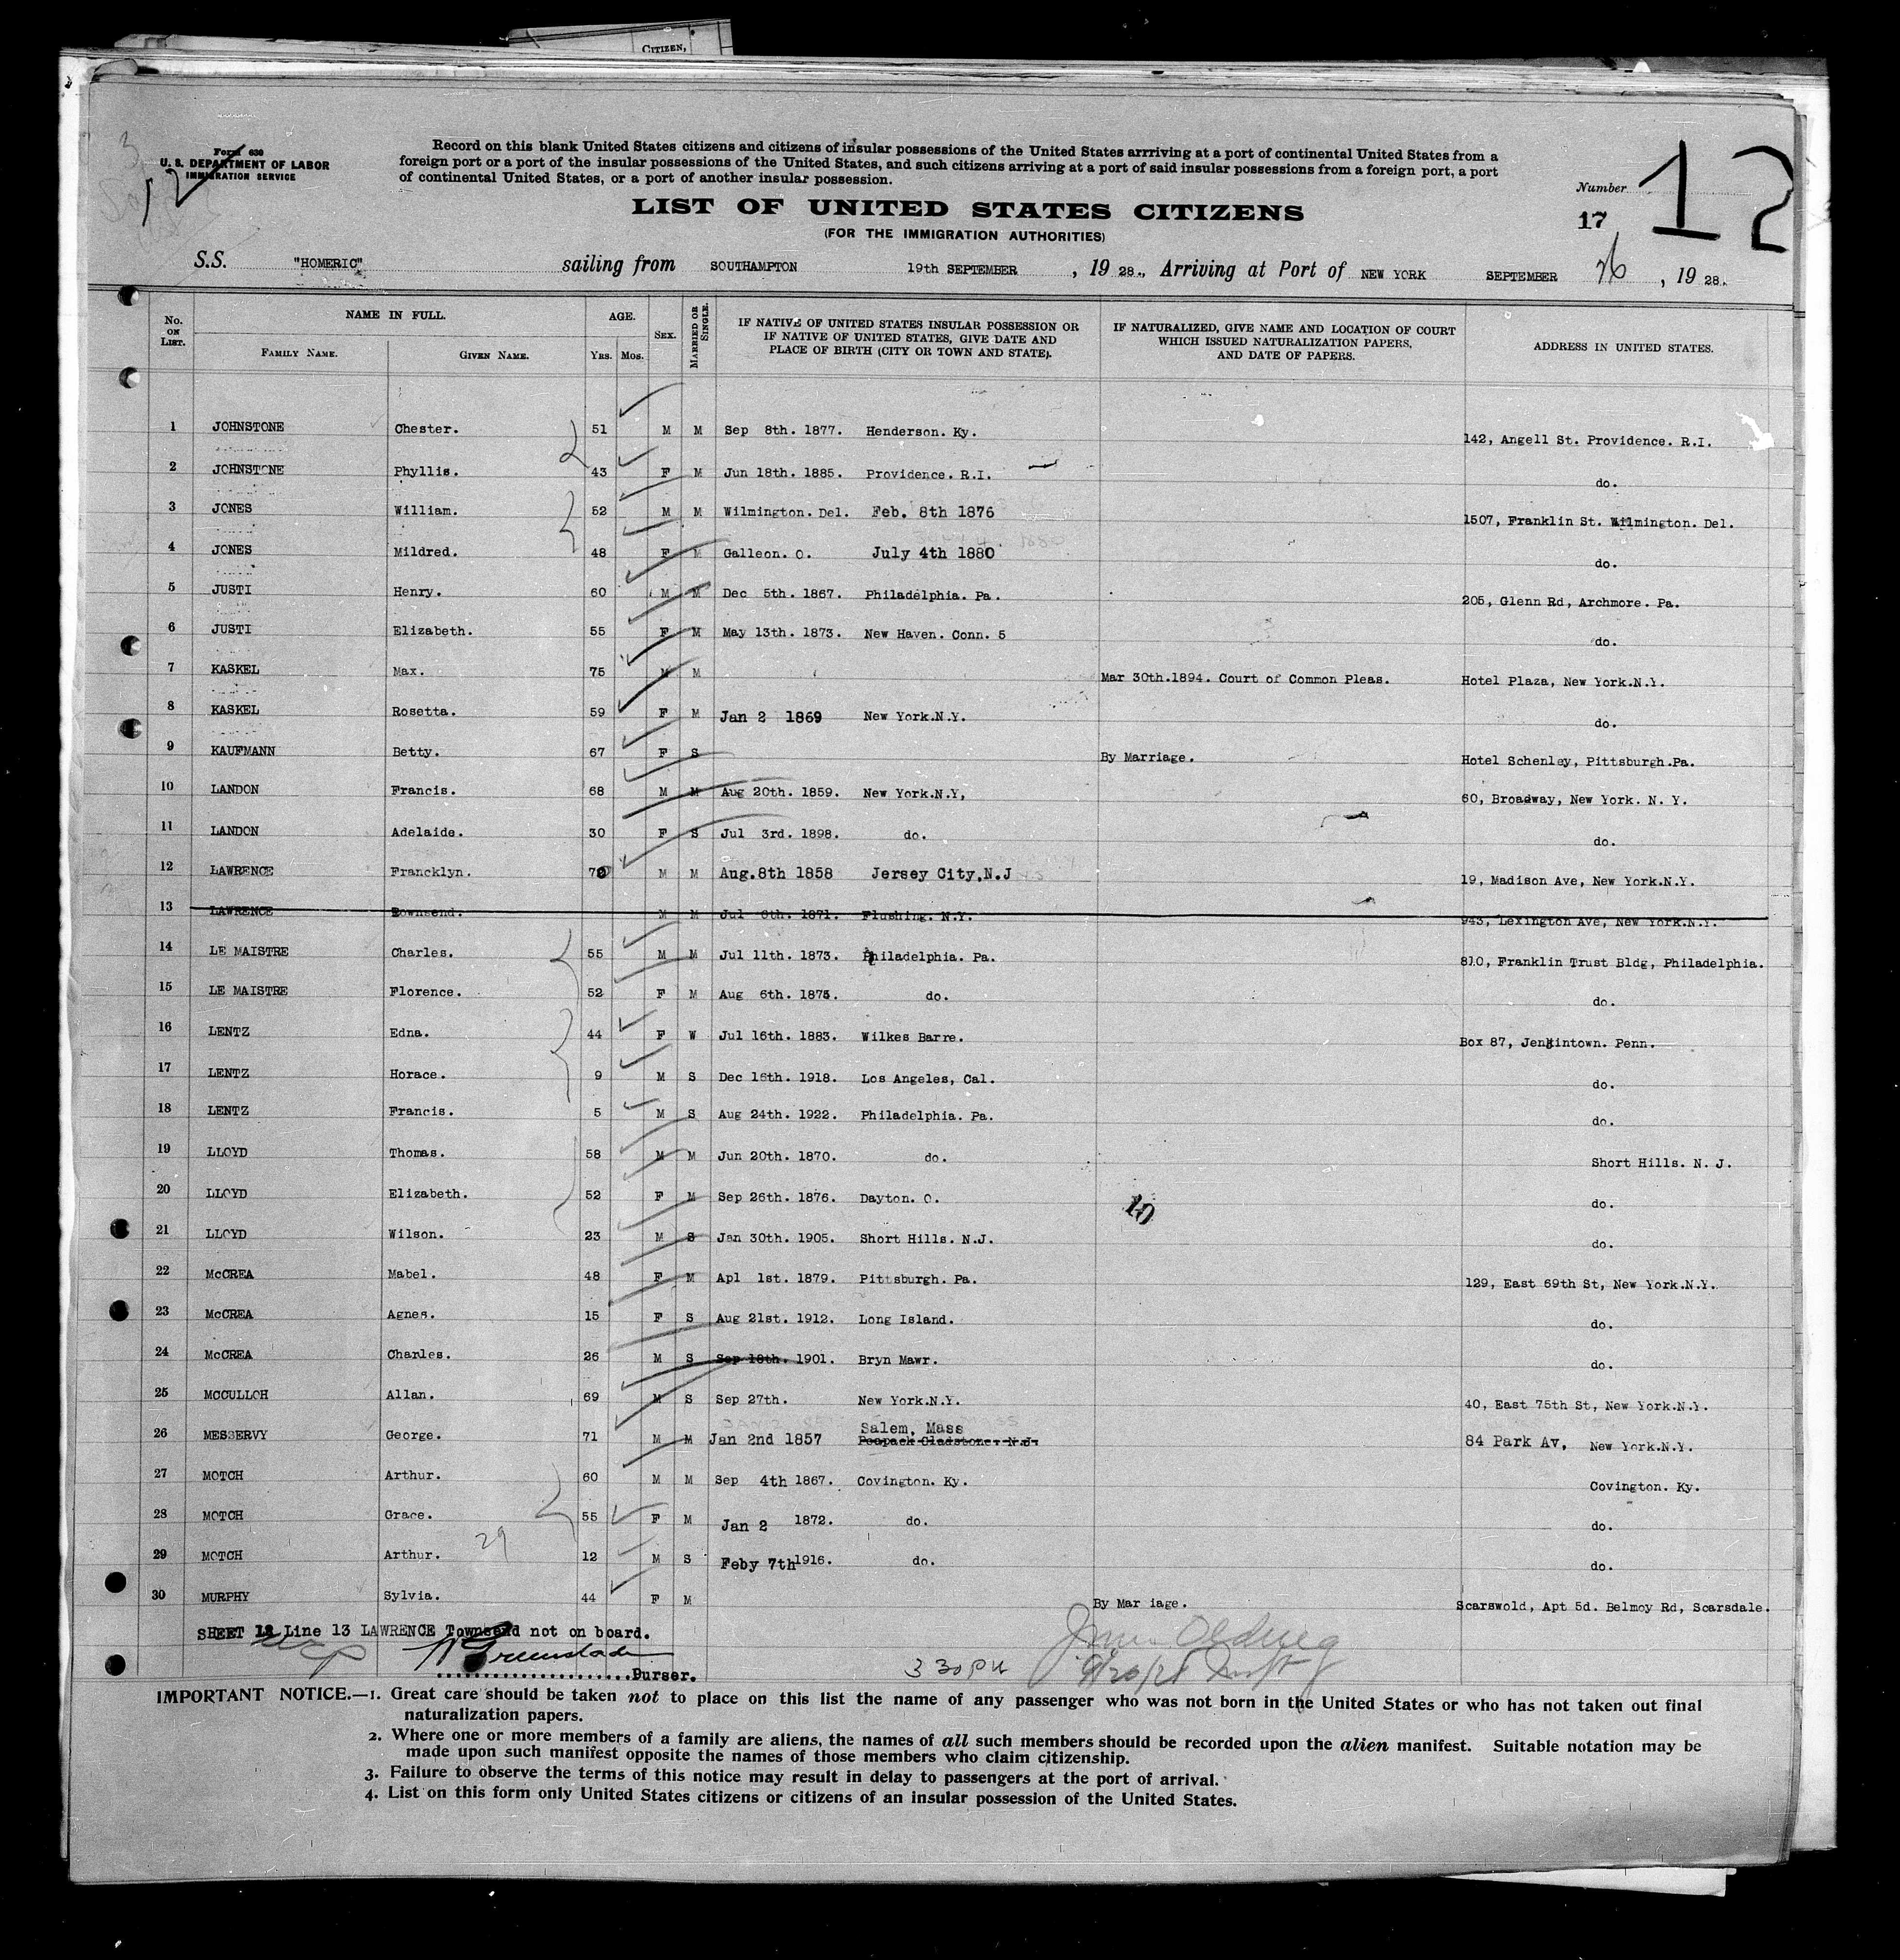 CITIZEN,
Form 630
U. S. DEPARTMENT OF LABOR
IMMIGRATION SERVICE
12
Record on this blank United States citizens and citizens of insular possessions of the United States arrriving at a port of continental United States from a
foreign port or a port of the insular possessions of the United States, and such citizens arriving at a port of said insular possessions from a foreign port, a port
of continental United States, or a port of another insular possession.
Number 12
17
LIST OF UNITED STATES CITIZENS
(FOR THE IMMIGRATION AUTHORITIES)
S.S. "HOMERIC" sailing from SOUTHAMPTON 19th SEPTEMBER , 19 28., Arriving at Port of NEW YORK SEPTEMBER 26 , 19 28.
No. ON LIST. NAME IN FULL. FAMILY NAME. GIVEN NAME. AGE. YRS. MOS. SEX. MARRIED OR SINGLE. IF NATIVE OF UNITED STATES INSULAR POSSESSION OR IF NATIVE OF UNITED STATES, GIVE DATE AND PLACE OF BIRTH (CITY OR TOWN AND STATE). IF NATURALIZED, GIVE NAME AND LOCATION OF COURT WHICH ISSUED NATURALIZATION PAPERS, AND DATE OF PAPERS. ADDRESS IN UNITED STATES.
1 JOHNSTONE Chester. 51 M M Sep 8th. 1877. Henderson. Ky. 142, Angell St. Providence. R.I.
2 JOHNSTONE Phyllis. 43 F M Jun 18th. 1885. Providence. R.I. do.
3 JONES William. 52 M M Wilmington. Del. Feb. 8th 1876 1507, Franklin St. Wilmington. Del.
4 JONES Mildred. 48 F M Galleon. O. July 4th 1880 do.
5 JUSTI Henry. 60 M M Dec 5th. 1867. Philadelphia. Pa. 205, Glenn Rd, Archmore. Pa.
6 JUSTI Elizabeth. 55 F M May 13th. 1873. New Haven. Conn. 5 do.
7 KASKEL Max. 75 M M Mar 30th.1894. Court of Common Pleas. Hotel Plaza, New York.N.Y.
8 KASKEL Rosetta. 59 F M Jan 2 1869 New York.N.Y. do.
9 KAUFMANN Betty. 67 F S By Marriage. Hotel Schenley, Pittsburgh.Pa.
10 LANDON Francis. 68 M M Aug 20th. 1859. New York.N.Y, 60, Broadway, New York. N. Y.
11 LANDON Adelaide. 30 F S Jul 3rd. 1898. do. do.
12 LAWRENCE Francklyn. 70 M M Aug.8th 1858 Jersey City,N.J 19, Madison Ave, New York.N.Y.
13 LAWRENCE Townsend. M M Jul 6th. 1871. Flushing. N.Y. 943, Lexington Ave, New York.N.Y.
14 LE MAISTRE Charles. 55 M M Jul 11th. 1873. Philadelphia. Pa. 810, Franklin Trust Bldg, Philadelphia.
15 LE MAISTRE Florence. 52 F M Aug 6th. 1875. do. do.
16 LENTZ Edna. 44 F W Jul 16th. 1883. Wilkes Barre. Box 87, Jenkintown. Penn.
17 LENTZ Horace. 9 M S Dec 16th. 1918. Los Angeles, Cal. do.
18 LENTZ Francis. 5 M S Aug 24th. 1922. Philadelphia. Pa. do.
19 LLOYD Thomas. 58 M M Jun 20th. 1870. do. Short Hills. N. J.
20 LLOYD Elizabeth. 52 F M Sep 26th. 1876. Dayton. O. 10 do.
21 LLOYD Wilson. 23 M S Jan 30th. 1905. Short Hills. N.J. do.
22 McCREA Mabel. 48 F M Apl 1st. 1879. Pittsburgh. Pa. 129, East 69th St, New York.N.Y.
23 McCREA Agnes. 15 F S Aug 21st. 1912. Long Island. do.
24 McCREA Charles. 26 M S Sep 18th. 1901. Bryn Mawr. do.
25 MCCULLOH Allan. 69 M S Sep 27th. New York.N.Y. 40, East 75th St, New York.N.Y.
Salem, Mass
26 MESSERVY George. 71 M M Jan 2nd 1857 Peapack Gladstone. N.J. 84 Park Av, New York.N.Y.
27 MOTCH Arthur. 60 M M Sep 4th 1867. Covington. Ky. Covington. Ky.
28 MOTCH Grace. 55 F M Jan 2 1872. do. do.
29 MOTCH Arthur. 29 12 M S Feby 7th 1916. do. do.
30 MURPHY Sylvia. 44 F M By Mar iage. Scarswold, Apt 5d. Belmoy Rd, Scarsdale.
SHEET 12 Line 13 LAWRENCE Townsend not on board.
Purser.
3 30 PM
IMPORTANT NOTICE.—1. Great care should be taken not to place on this list the name of any passenger who was not born in the United States or who has not taken out final
naturalization papers.
2. Where one or more members of a family are aliens, the names of all such members should be recorded upon the alien manifest. Suitable notation may be
made upon such manifest opposite the names of those members who claim citizenship.
3. Failure to observe the terms of this notice may result in delay to passengers at the port of arrival.
4. List on this form only United States citizens or citizens of an insular possession of the United States.